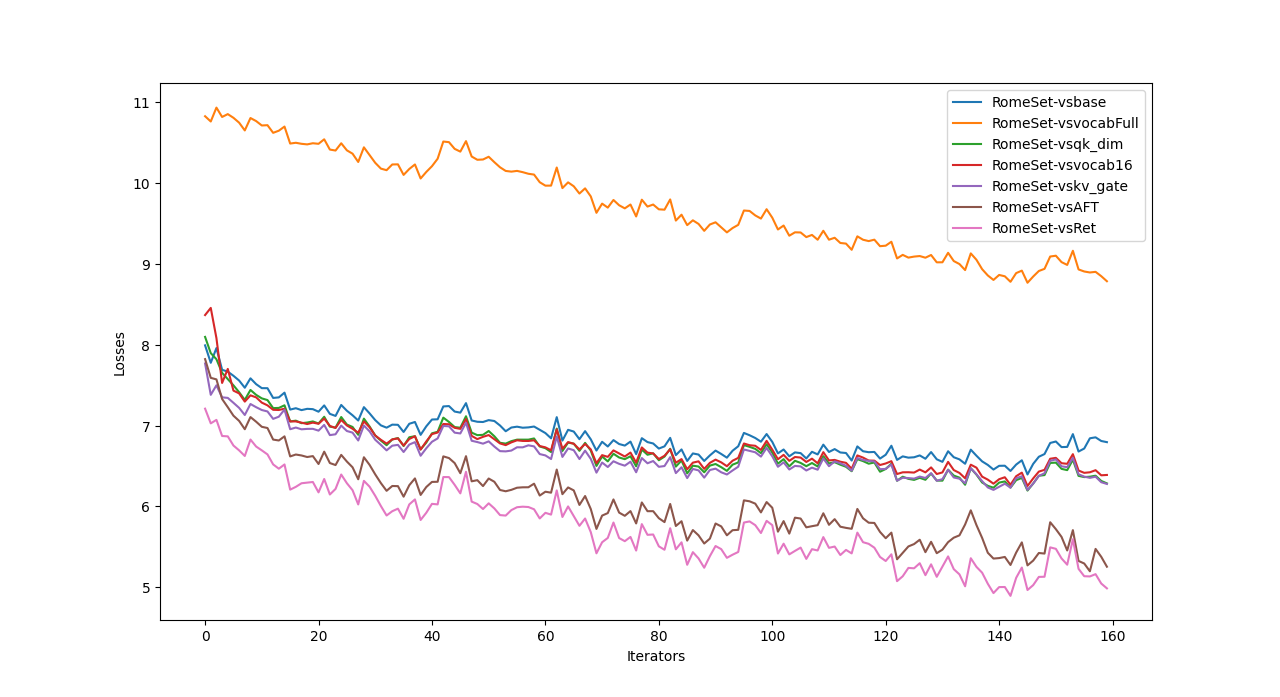 11
10
9
8
7
6
5
Losses
0
20
40
60
80
100
120
140
160
Iterators
RomeSet-vsbase
RomeSet-vsvocabFull
RomeSet-vsqk_dim
RomeSet-vsvocab16
RomeSet-vskv_gate
RomeSet-vsAFT
RomeSet-vsRet